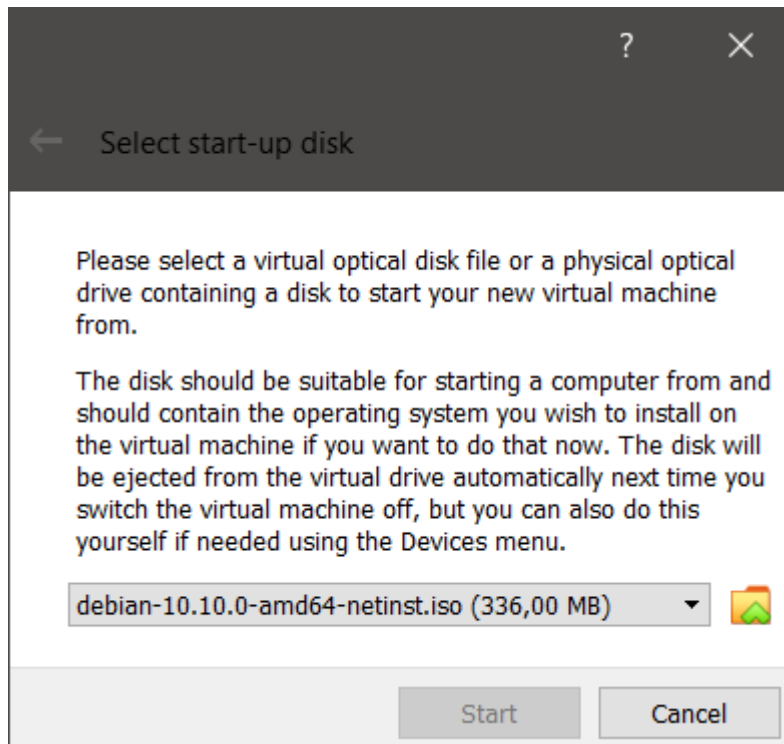 ?
Select start-up disk
Please select a virtual optical disk file or a physical optical
drive containing a disk to start your new virtual machine
from.
The disk should be suitable for starting a computer from and
should contain the operating system you wish to install on
the virtual machine if you want to do that now. The disk will
be ejected from the virtual drive automatically next time you
switch the virtual machine off, but you can also do this
yourself if needed using the Devices menu.
debian-10.10.0-amd64-netinst.iso (336,00 MB)
Start Cancel